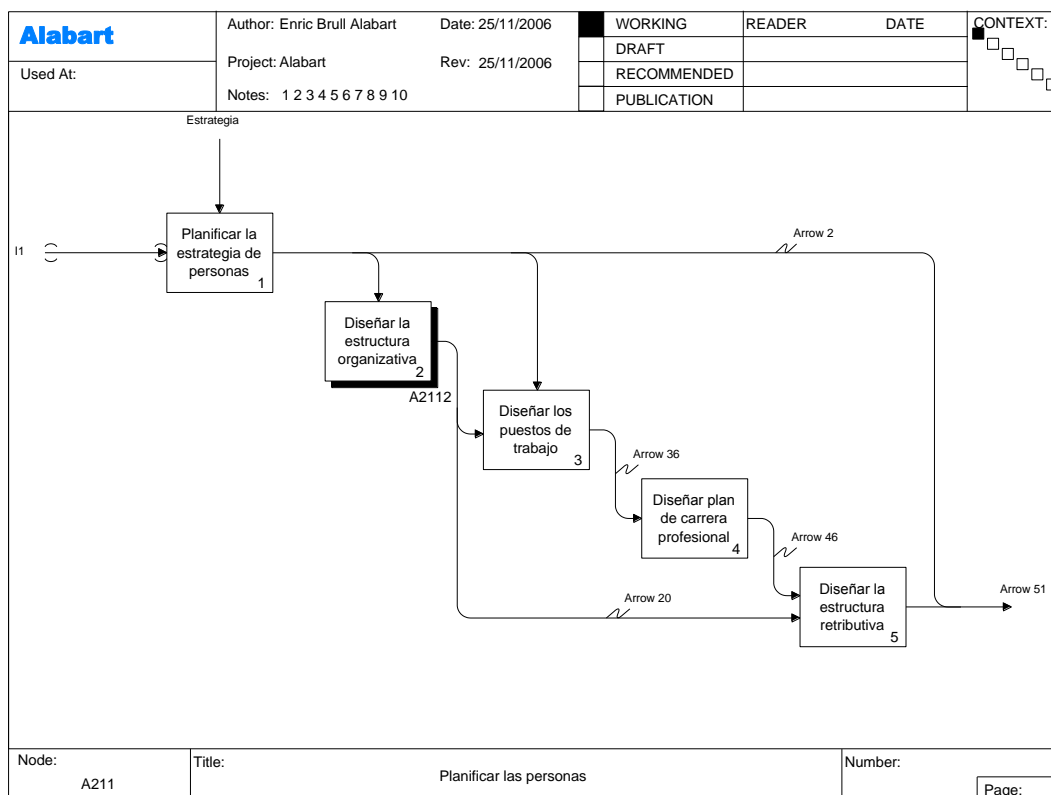 Alabart
Used At:
Author: Enric Brull Alabart
Date: 25/11/2006
Project: Alabart
Rev: 25/11/2006
Notes: 1 2 3 4 5 6 7 8 9 10
WORKING
DRAFT
RECOMMENDED
PUBLICATION
READER
DATE
CONTEXT:
Estrategia
I1
Planificar la
estrategia de
personas
1
Arrow 2
Diseñar la
estructura
organizativa
2
A2112
Diseñar los
puestos de
trabajo
3
Arrow 36
Diseñar plan
de carrera
profesional
4
Arrow 46
Arrow 20
Diseñar la
estructura
retributiva
5
Arrow 51
Node:
A211
Title:
Planificar las personas
Number:
Page: